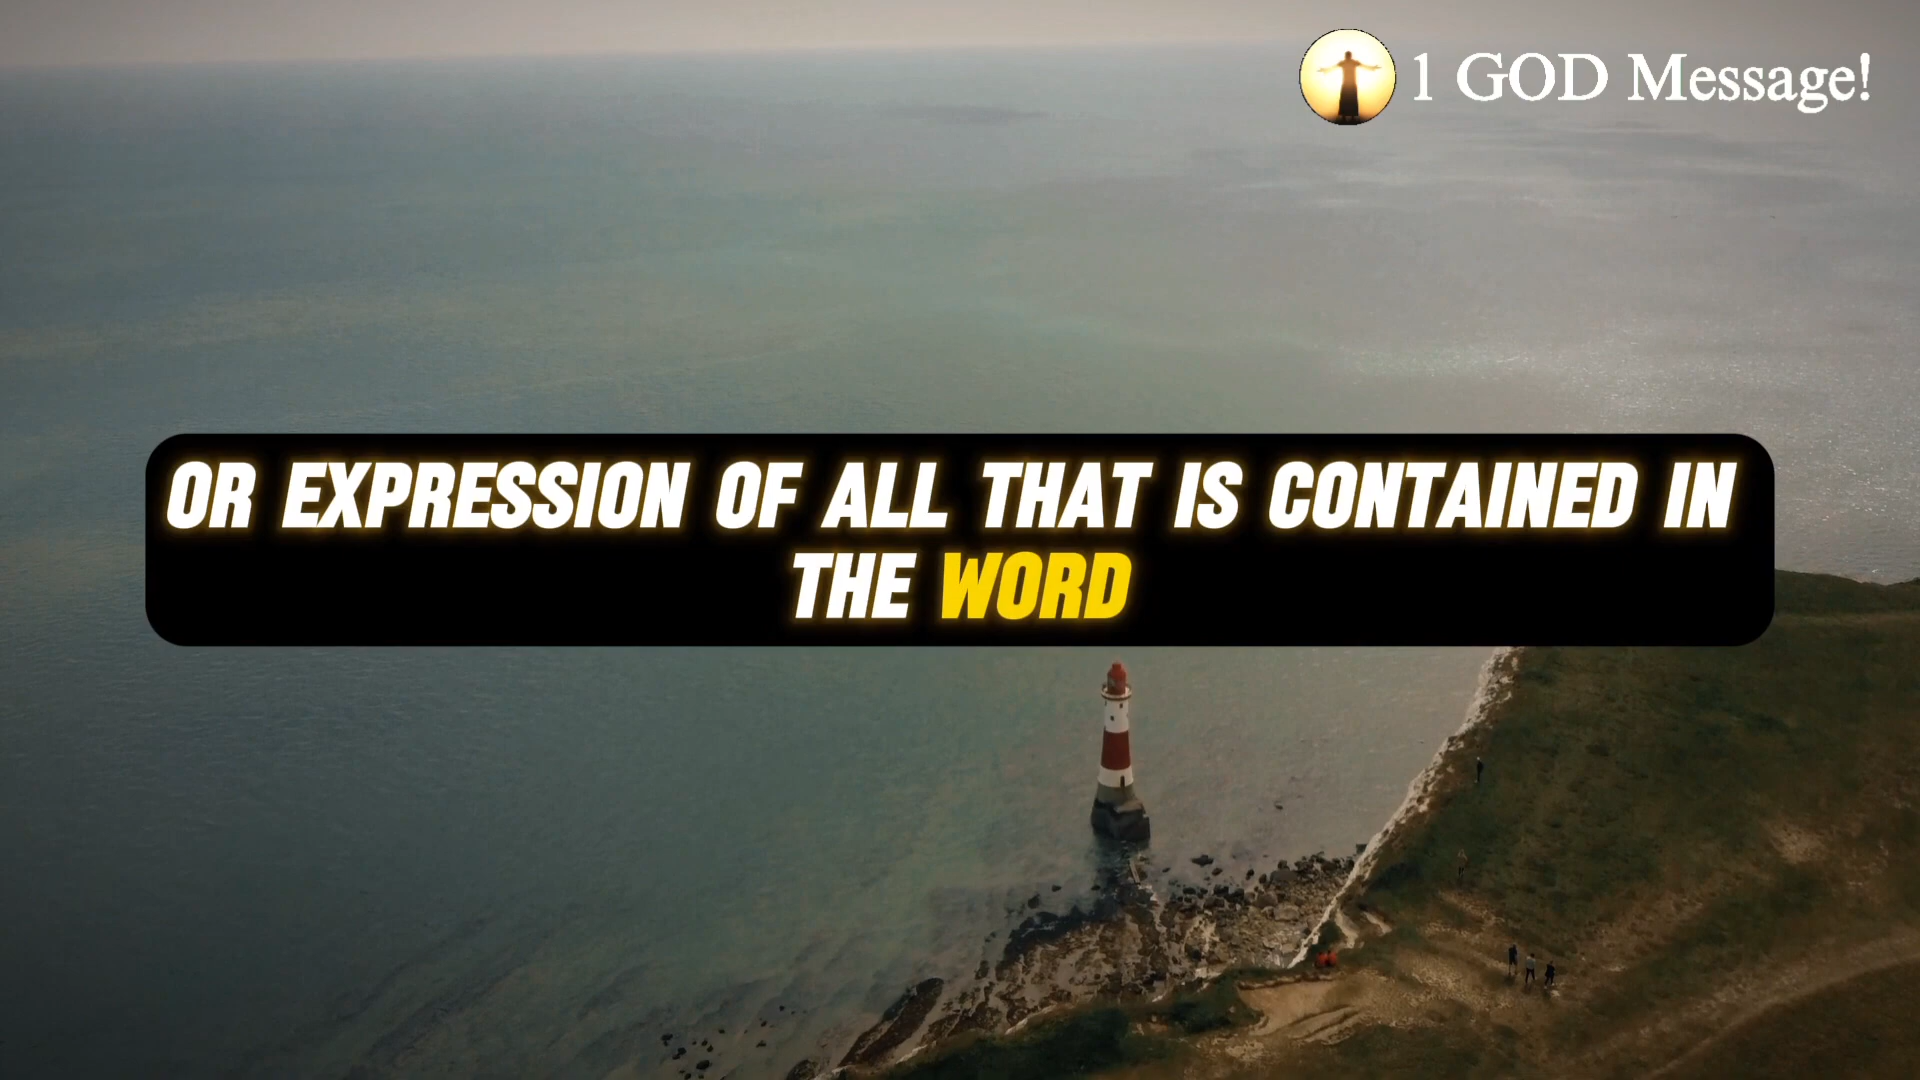 1 GOD Message!
OR EXPRESSION OF ALL THAT IS CONTAINED IN
THE WORD